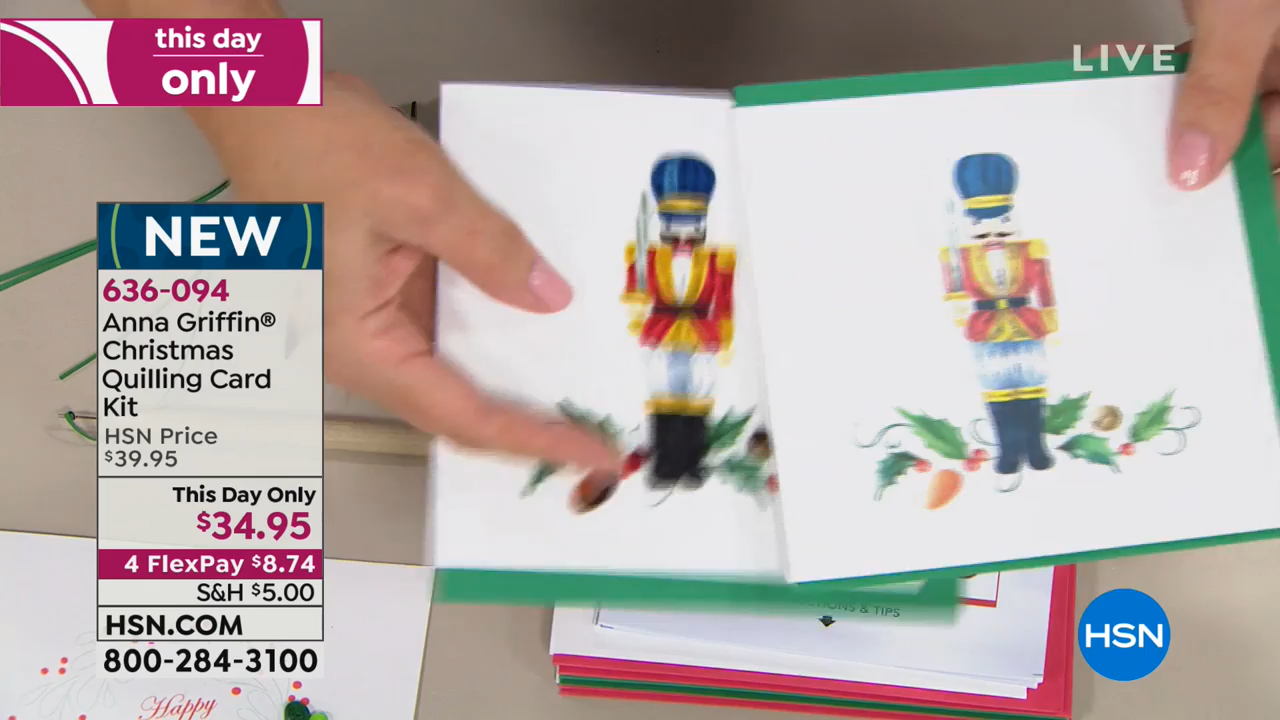 this day
only
LIVE
NEW
636-094
Anna Griffin®
Christmas
Quilling Card
Kit
HSN Price
$39.95
This Day Only
$34.95
4 FlexPay $8.74
S&H $5.00
HSN.COM
800-284-3100
& TIPS
HSN
Happy